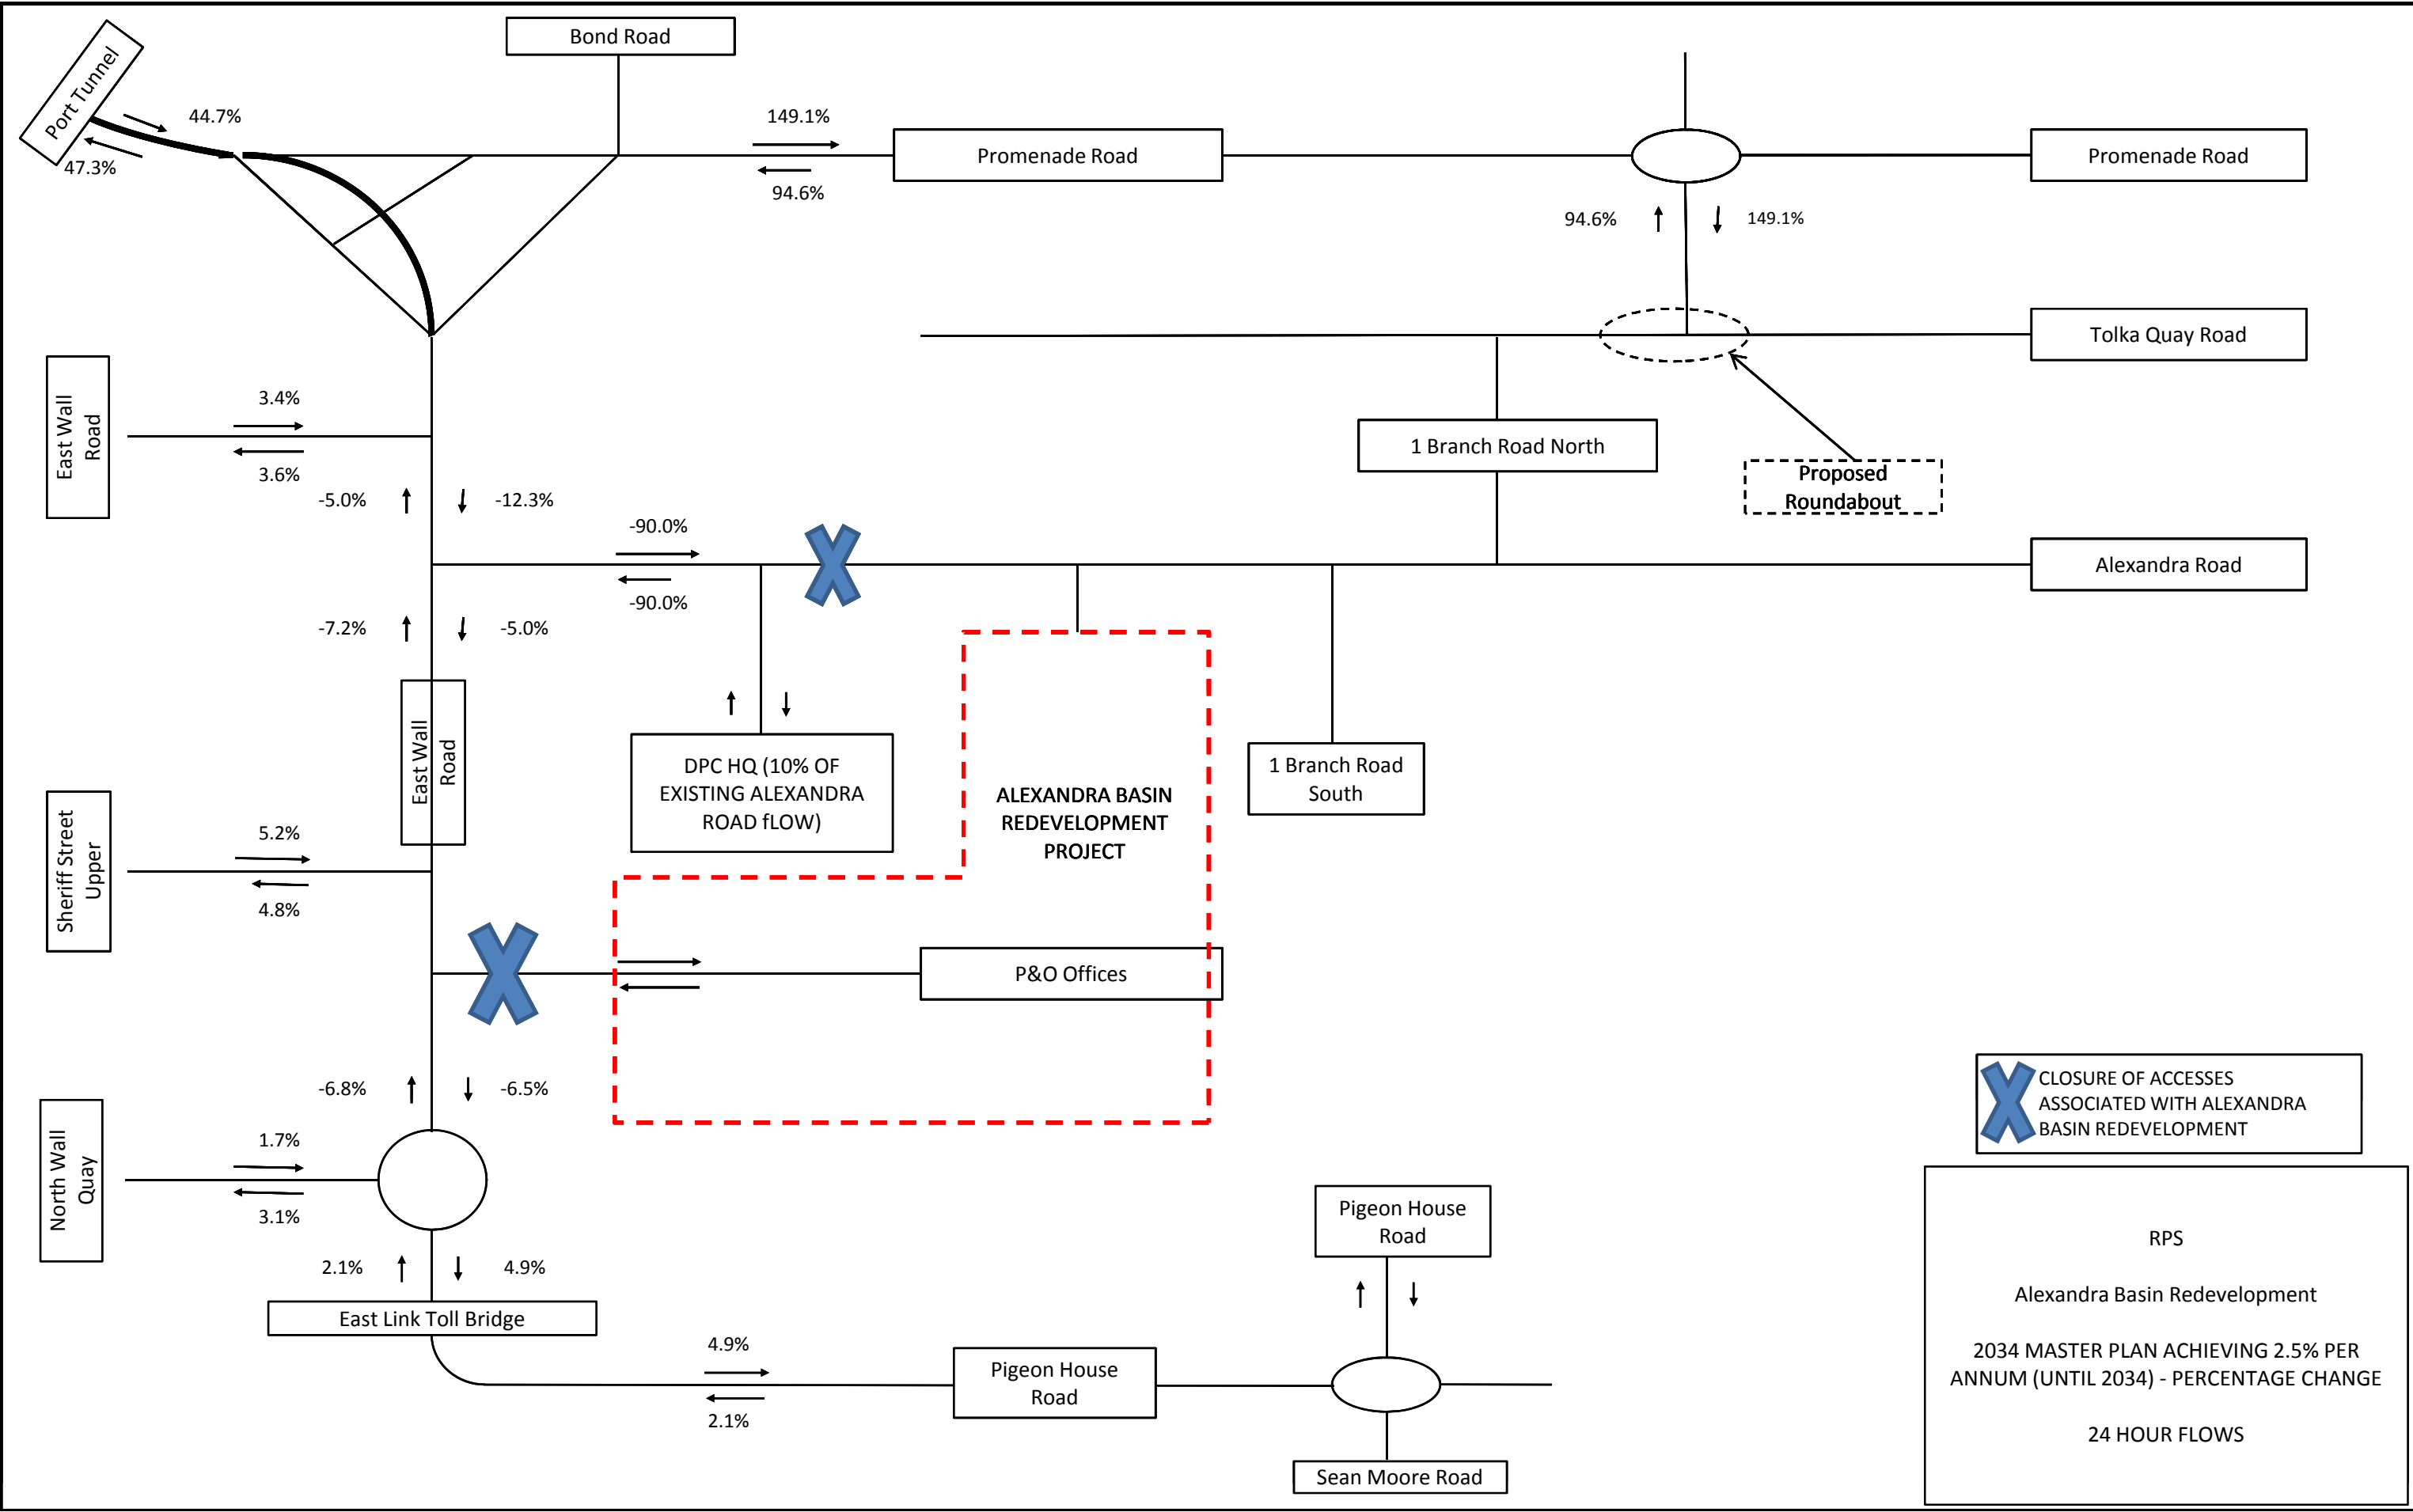 Bond Road
Port Tunnel
44.7%
47.3%
149.1%
94.6%
Promenade Road
Promenade Road
94.6%
149.1%
Tolka Quay Road
East Wall
Road
3.4%
3.6%
1 Branch Road North
Proposed
Roundabout
-5.0%
-12.3%
-90.0%
-90.0%
Alexandra Road
-7.2%
-5.0%
East Wall
Road
DPC HQ (10% OF
EXISTING ALEXANDRA
ROAD fLOW)
ALEXANDRA BASIN
REDEVELOPMENT
PROJECT
1 Branch Road
South
Sheriff Street
Upper
5.2%
4.8%
P&O Offices
-6.8%
-6.5%
North Wall
Quay
1.7%
3.1%
2.1%
4.9%
East Link Toll Bridge
4.9%
2.1%
Pigeon House
Road
Pigeon House
Road
Sean Moore Road
CLOSURE OF ACCESSES
ASSOCIATED WITH ALEXANDRA
BASIN REDEVELOPMENT
RPS
Alexandra Basin Redevelopment
2034 MASTER PLAN ACHIEVING 2.5% PER
ANNUM (UNTIL 2034) - PERCENTAGE CHANGE
24 HOUR FLOWS